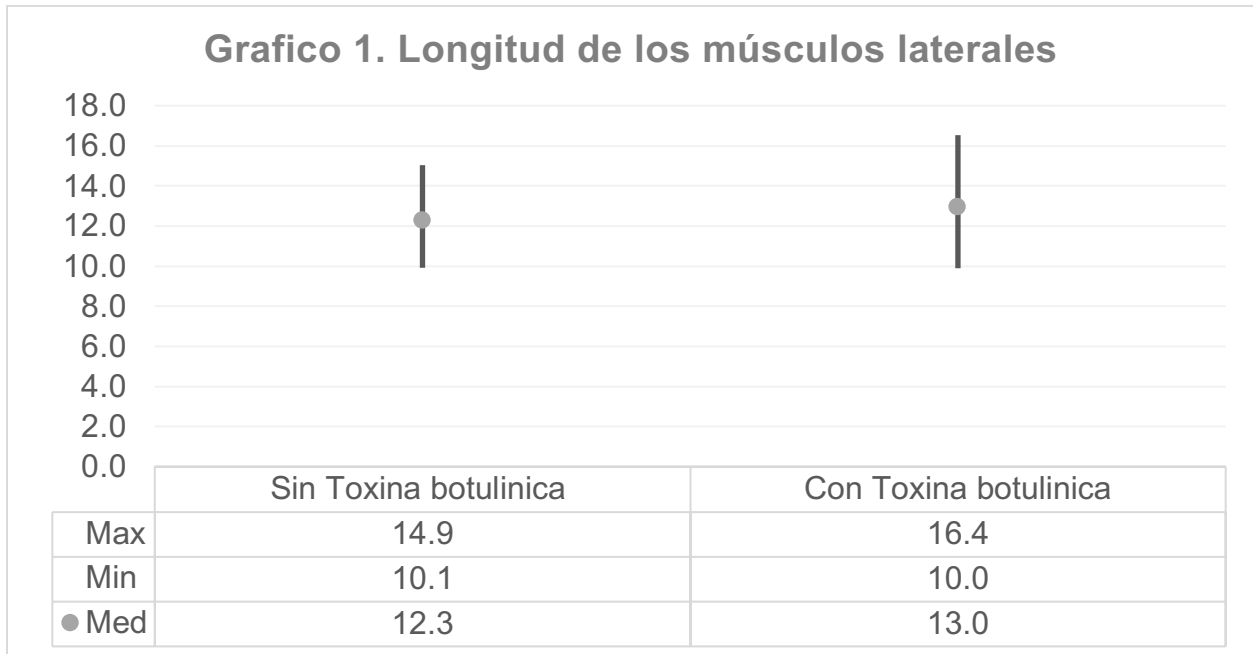 Grafico 1. Longitud de los músculos laterales
18.0
16.0
14.0
12.0
10.0
8.0
6.0
4.0
2.0
0.0
Sin Toxina botulinica Con Toxina botulinica
Max 14.9 16.4
Min 10.1 10.0
Med 12.3 13.0